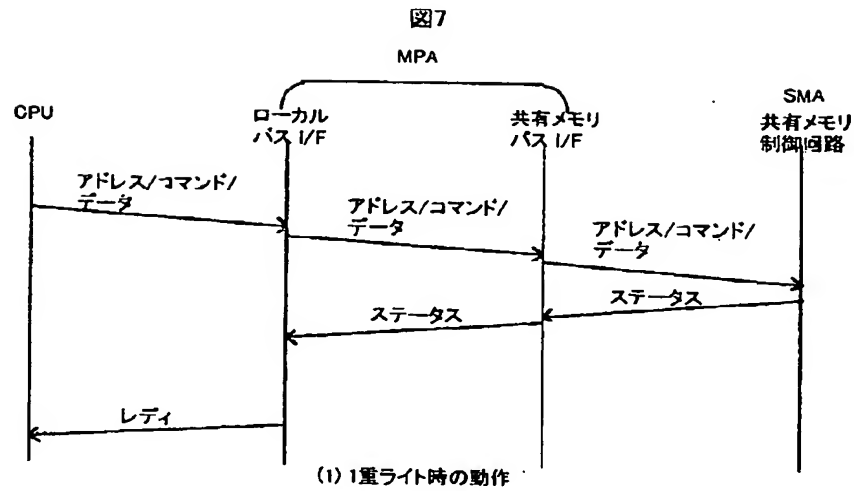 図7
MPA
CPU
ローカル
バス I/F
共有メモリ
バス I/F
SMA
共有メモリ
制御回路
アドレス/コマンド/
データ
アドレス/コマンド/
データ
アドレス/コマンド/
データ
ステータス
ステータス
レディ
(1) 1重ライト時の動作